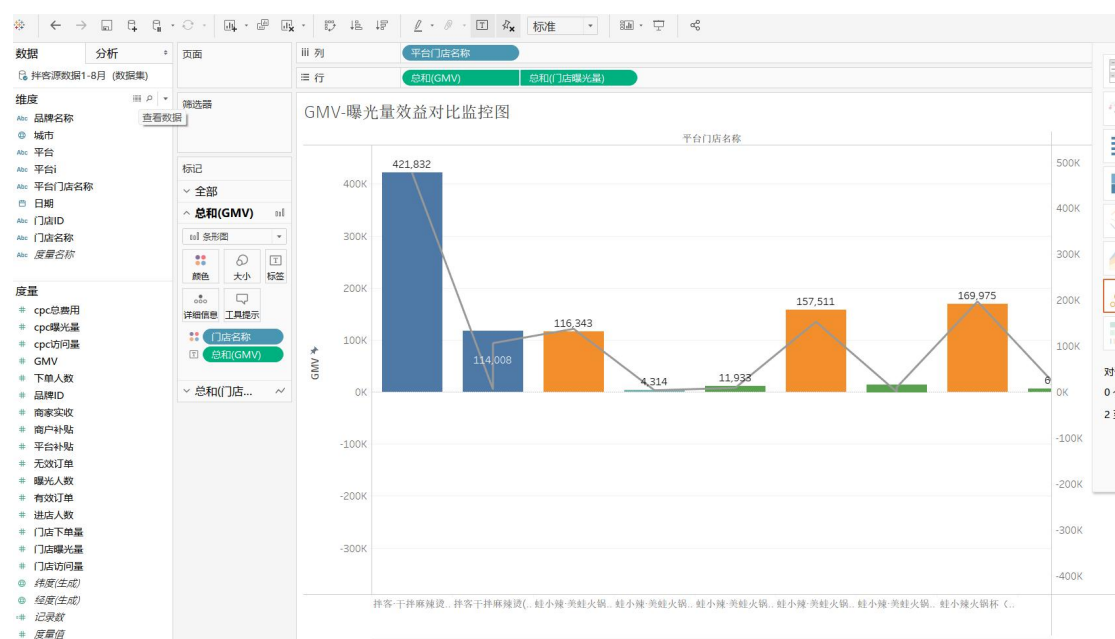 标准
数据
分析
页面
iii 列
平台门店名称
拌客源数据1-8月 (数据集)
行
总和(GMV)
总和(门店曝光量)
维度
查看数据
筛选器
GMV-曝光量效益对比监控图
Abc 品牌名称
城市
Abc 平台
Abc 平台i
Abc 平台门店名称
日期
Abc 门店ID
Abc 门店名称
Abc 度量名称
标记
全部
总和(GMV)
条形图
颜色
大小
标签
详细信息
工具提示
门店名称
总和(GMV)
总和(门店...
度量
# cpc总费用
# cpc曝光量
# cpc访问量
# GMV
# 下单人数
# 品牌ID
# 商家实收
# 商户补贴
# 平台补贴
# 无效订单
# 曝光人数
# 有效订单
# 进店人数
# 门店下单量
# 门店曝光量
# 门店访问量
纬度(生成)
经度(生成)
# 记录数
# 度量值
平台门店名称
GMV
400K
300K
200K
100K
0K
-100K
-200K
-300K
421,832
114,008
116,343
4,314
11,933
157,511
169,975
6
500K
400K
300K
200K
100K
0K
-100K
-200K
-300K
-400K
拌客·干拌麻辣烫..
拌客干拌麻辣烫(..
蛙小辣·美蛙火锅..
蛙小辣·美蛙火锅..
蛙小辣·美蛙火锅..
蛙小辣·美蛙火锅..
蛙小辣·美蛙火锅..
蛙小辣火锅杯（..
对
0
2